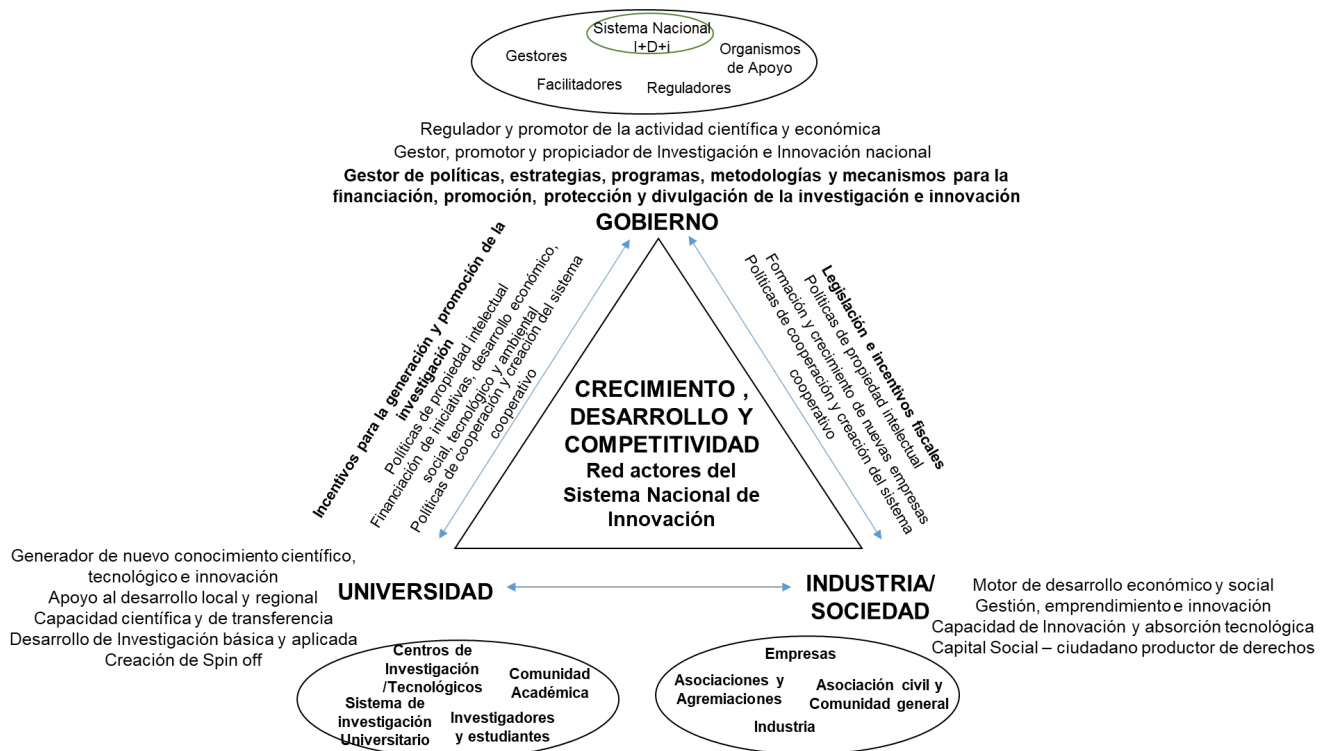 Sistema Nacional
I+D+i
Gestores
Organismos
de Apoyo
Facilitadores
Reguladores
Regulador y promotor de la actividad científica y económica
Gestor, promotor y propiciador de Investigación e Innovación nacional
Gestor de políticas, estrategias, programas, metodologías y mecanismos para la
financiación, promoción, protección y divulgación de la investigación e innovación
GOBIERNO
Incentivos para la generación y promoción de la
investigación
Políticas de propiedad intelectual
Financiación de iniciativas, desarrollo económico,
social, tecnológico y ambiental
Políticas de cooperación y creación del sistema
cooperativo
Legislación e incentivos fiscales
Políticas de propiedad intelectual
Formación y crecimiento de nuevas empresas
Políticas de cooperación y creación del sistema
cooperativo
CRECIMIENTO ,
DESARROLLO Y
COMPETITIVIDAD
Red actores del
Sistema Nacional de
Innovación
Generador de nuevo conocimiento científico,
tecnológico e innovación
Apoyo al desarrollo local y regional
Capacidad científica y de transferencia
Desarrollo de Investigación básica y aplicada
Creación de Spin off
UNIVERSIDAD
INDUSTRIA/
SOCIEDAD
Motor de desarrollo económico y social
Gestión, emprendimiento e innovación
Capacidad de Innovación y absorción tecnológica
Capital Social – ciudadano productor de derechos
Centros de
Investigación
/Tecnológicos
Comunidad
Académica
Sistema de
investigación
Universitario
Investigadores
y estudiantes
Empresas
Asociaciones y
Agremiaciones
Asociación civil y
Comunidad general
Industria